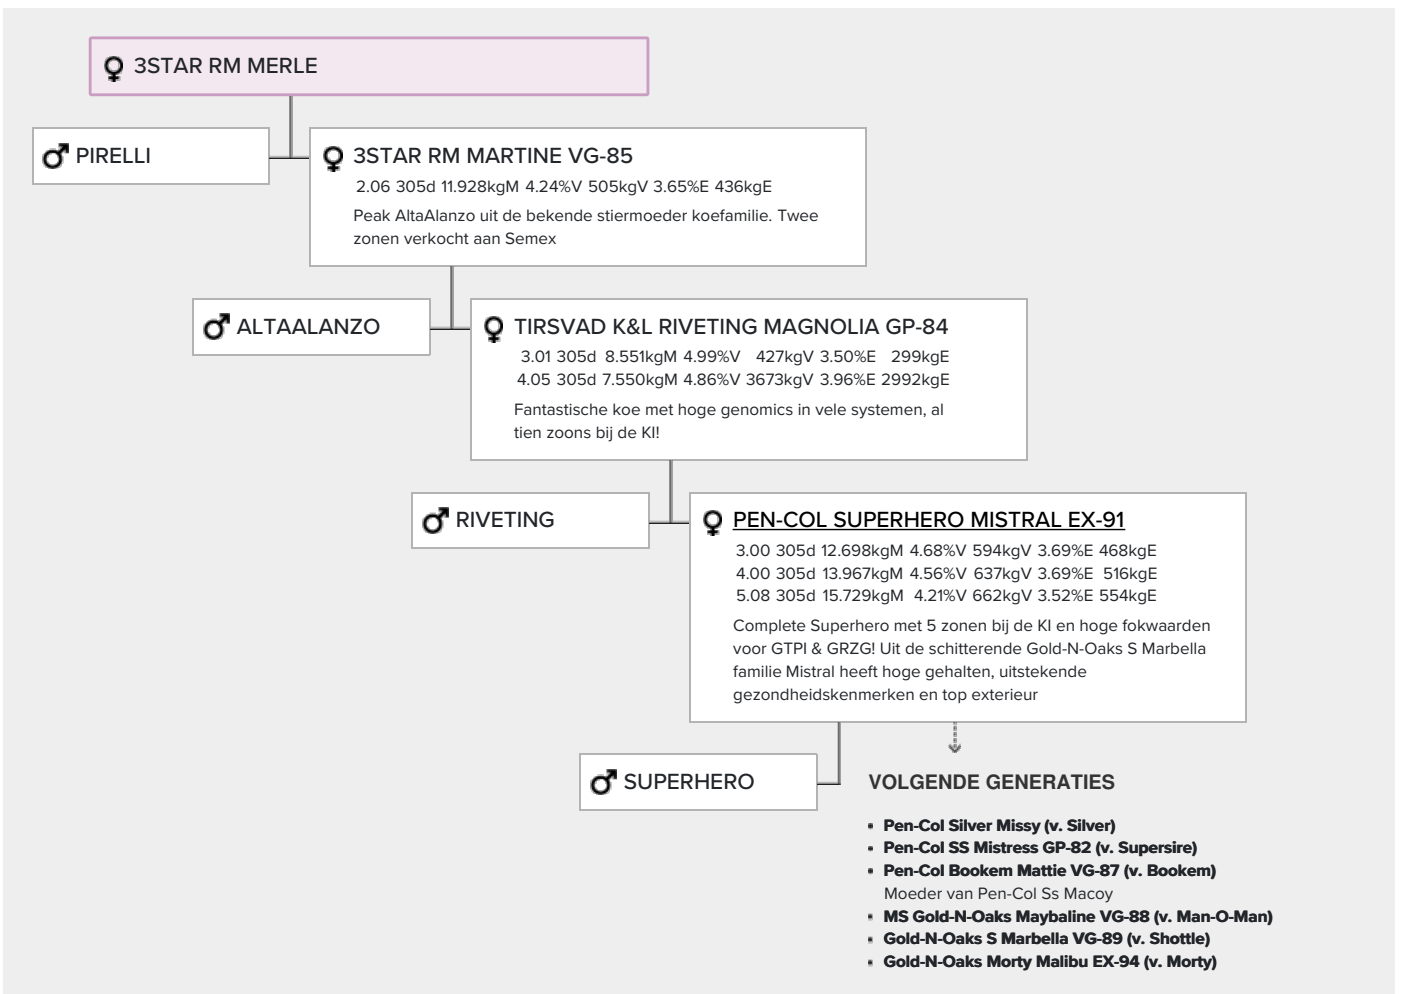 3STAR RM MERLE
PIRELLI
3STAR RM MARTINE VG-85
2.06 305d 11.928kgM 4.24%V 505kgV 3.65%E 436kgE
Peak AltaAlanzo uit de bekende stiermoeder koefamilie. Twee
zonen verkocht aan Semex
ALTAALANZO
TIRSVAD K&L RIVETING MAGNOLIA GP-84
3.01 305d 8.551kgM 4.99%V 427kgV 3.50%E 299kgE
4.05 305d 7.550kgM 4.86%V 3673kgV 3.96%E 2992kgE
Fantastische koe met hoge genomics in vele systemen, al
tien zoons bij de KI!
RIVETING
PEN-COL SUPERHERO MISTRAL EX-91
3.00 305d 12.698kgM 4.68%V 594kgV 3.69%E 468kgE
4.00 305d 13.967kgM 4.56%V 637kgV 3.69%E 516kgE
5.08 305d 15.729kgM 4.21%V 662kgV 3.52%E 554kgE
Complete Superhero met 5 zonen bij de KI en hoge fokwaarden
voor GTPI & GRZG! Uit de schitterende Gold-N-Oaks S Marbella
familie Mistral heeft hoge gehalten, uitstekende
gezondheidskenmerken en top exterieur
SUPERHERO
VOLGENDE GENERATIES
▪ Pen-Col Silver Missy (v. Silver)
▪ Pen-Col SS Mistress GP-82 (v. Supersire)
▪ Pen-Col Bookem Mattie VG-87 (v. Bookem)
Moeder van Pen-Col Ss Macoy
▪ MS Gold-N-Oaks Maybaline VG-88 (v. Man-O-Man)
▪ Gold-N-Oaks S Marbella VG-89 (v. Shottle)
▪ Gold-N-Oaks Morty Malibu EX-94 (v. Morty)